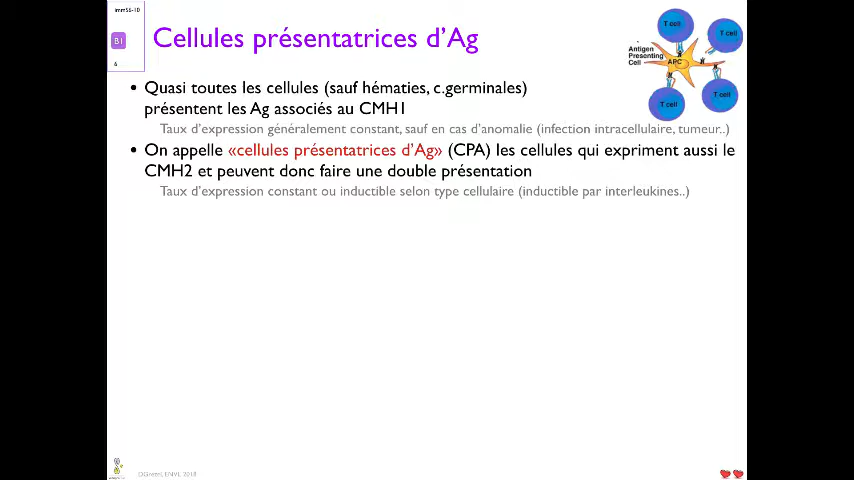 immS6-10
B1
6
Cellules présentatrices d’Ag
T cell
T cell
Antigen
Presenting
Cell
APC
T cell
T cell
• Quasi toutes les cellules (sauf hématies, c.germinales)
présentent les Ag associés au CMH1
Taux d’expression généralement constant, sauf en cas d’anomalie (infection intracellulaire, tumeur..)
• On appelle «cellules présentatrices d’Ag» (CPA) les cellules qui expriment aussi le
CMH2 et peuvent donc faire une double présentation
Taux d’expression constant ou inductible selon type cellulaire (inductible par interleukines..)
ENVL 2018